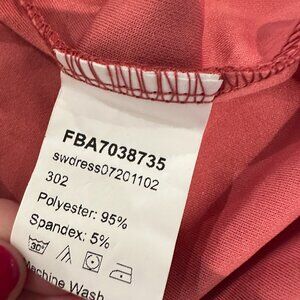 FBA7038735
swdress07201102
302
Polyester: 95%
Spandex: 5%
30°
Machine Wash